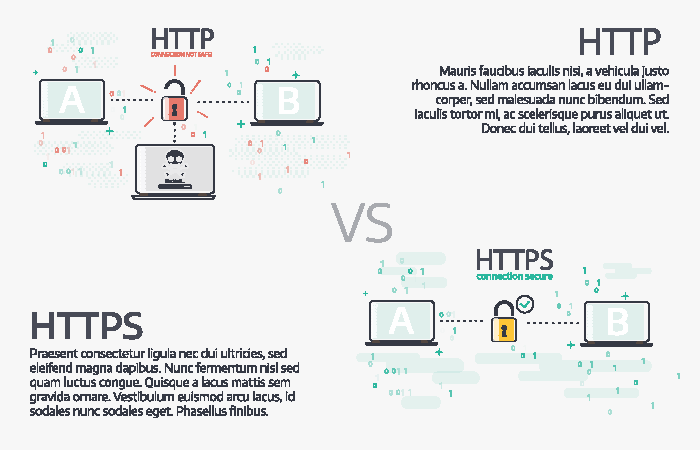 HTTP
CONNECTION NOT SAFE
A
B
HTTP
Mauris faucibus iaculis nisi, a vehicula justo
rhoncus a. Nullam accumsan lacus eu dui ullam-
corper, sed malesuada nunc bibendum. Sed
iaculis tortor mi, ac scelerisque purus aliquet ut.
Donec dui tellus, laoreet vel dui vel.
VS
HTTPS
connection secure
A
B
HTTPS
Praesent consectetur ligula nec dui ultricies, sed
eleifend magna dapibus. Nunc fermentum nisl sed
quam luctus congue. Quisque a lacus mattis sem
gravida ornare. Vestibulum euismod arcu lacus, id
sodales nunc sodales eget. Phasellus finibus.